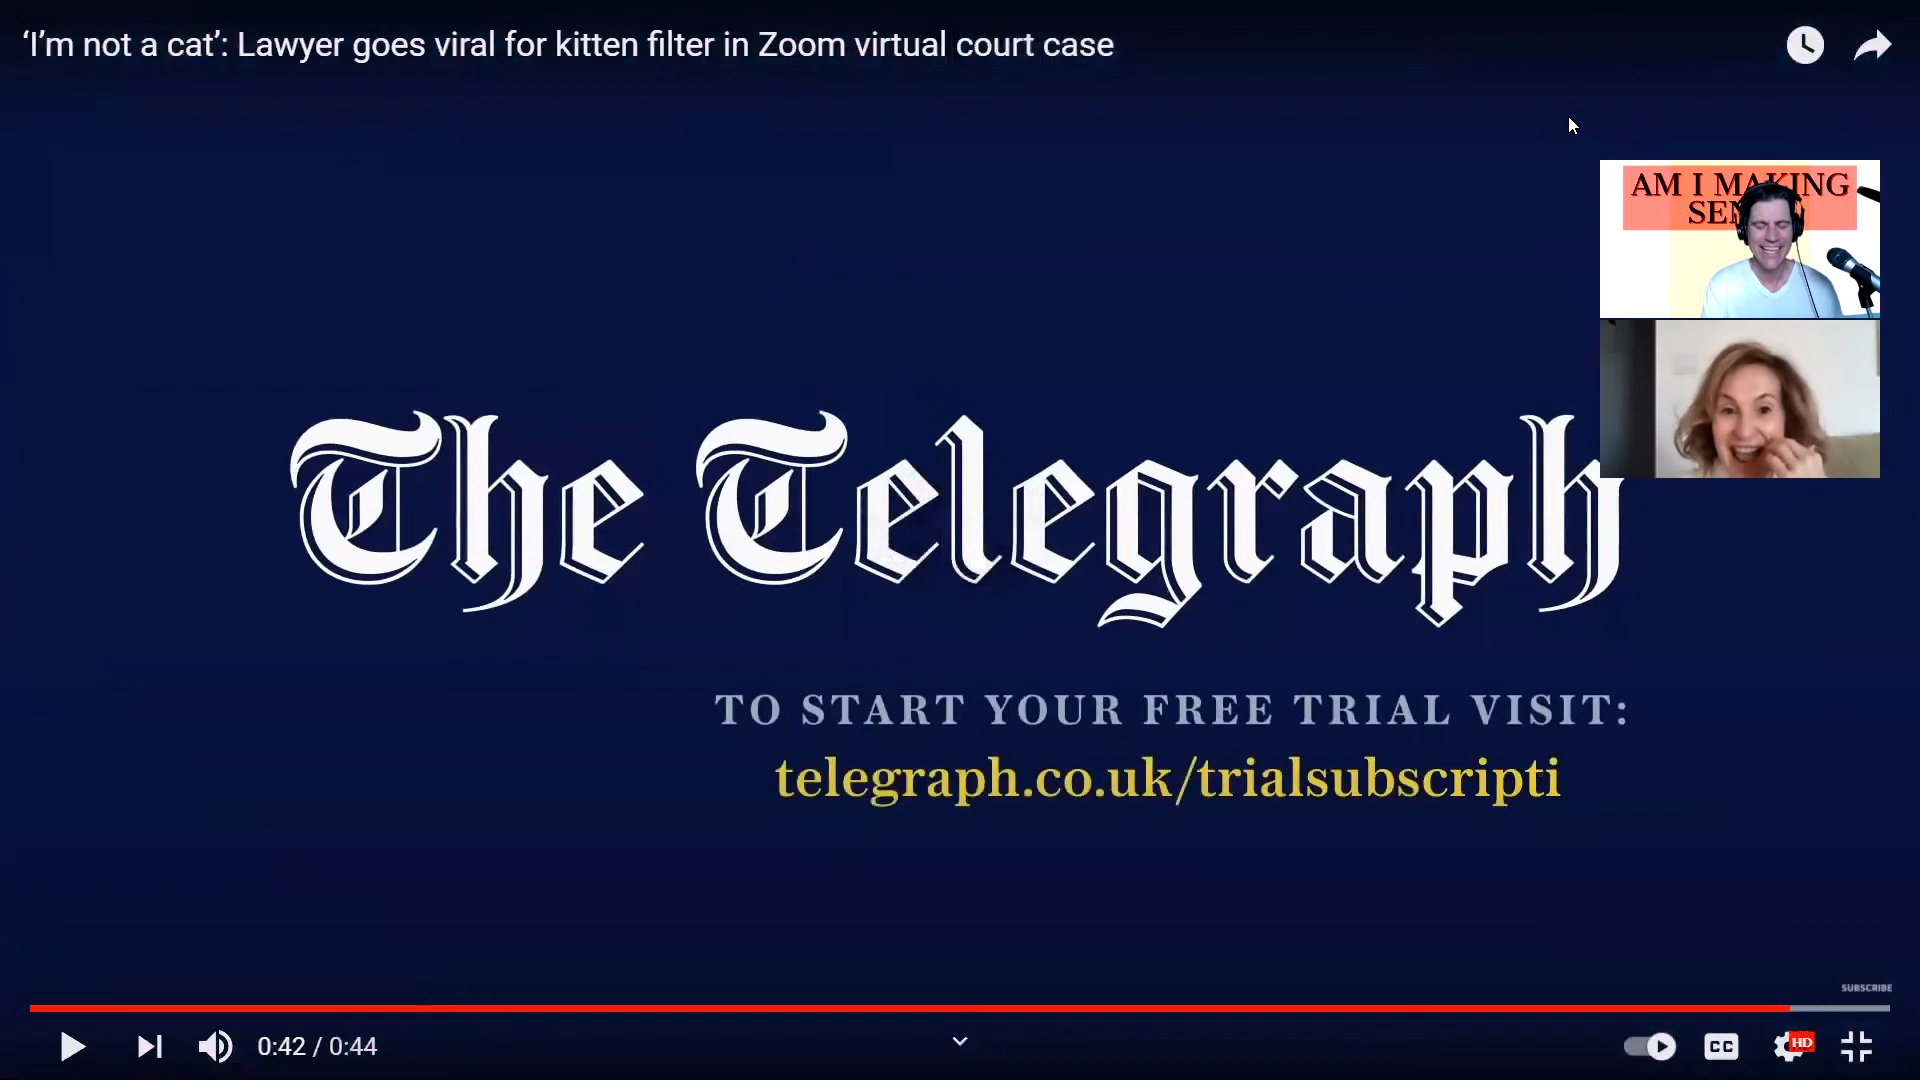 ‘I’m not a cat’: Lawyer goes viral for kitten filter in Zoom virtual court case
AM I MAKING
The Telegraph
TO START YOUR FREE TRIAL VISIT:
telegraph.co.uk/trialsubscripti
SUBSCRIBE
0:42 / 0:44
CC
HD